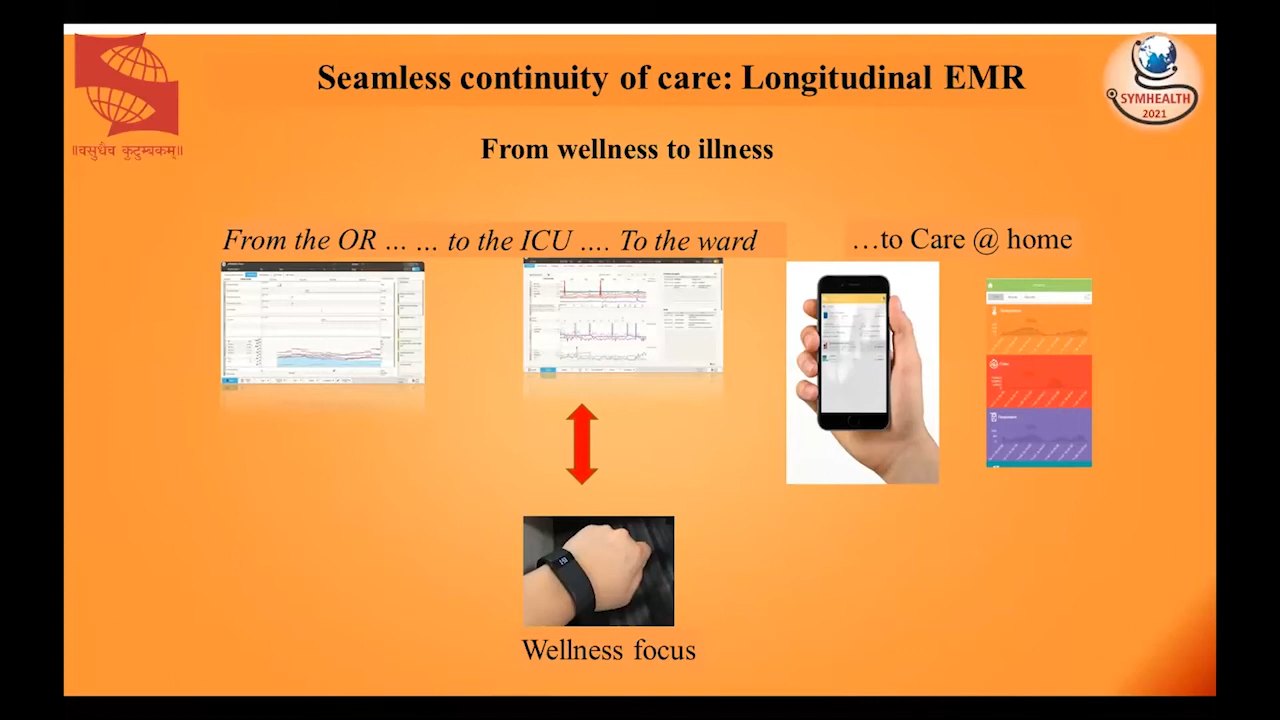 Seamless continuity of care: Longitudinal EMR
SYMHEALTH
2021
॥वसुधैव कुटुम्बकम्॥
From wellness to illness
From the OR ... ... to the ICU .... To the ward
...to Care @ home
Wellness focus